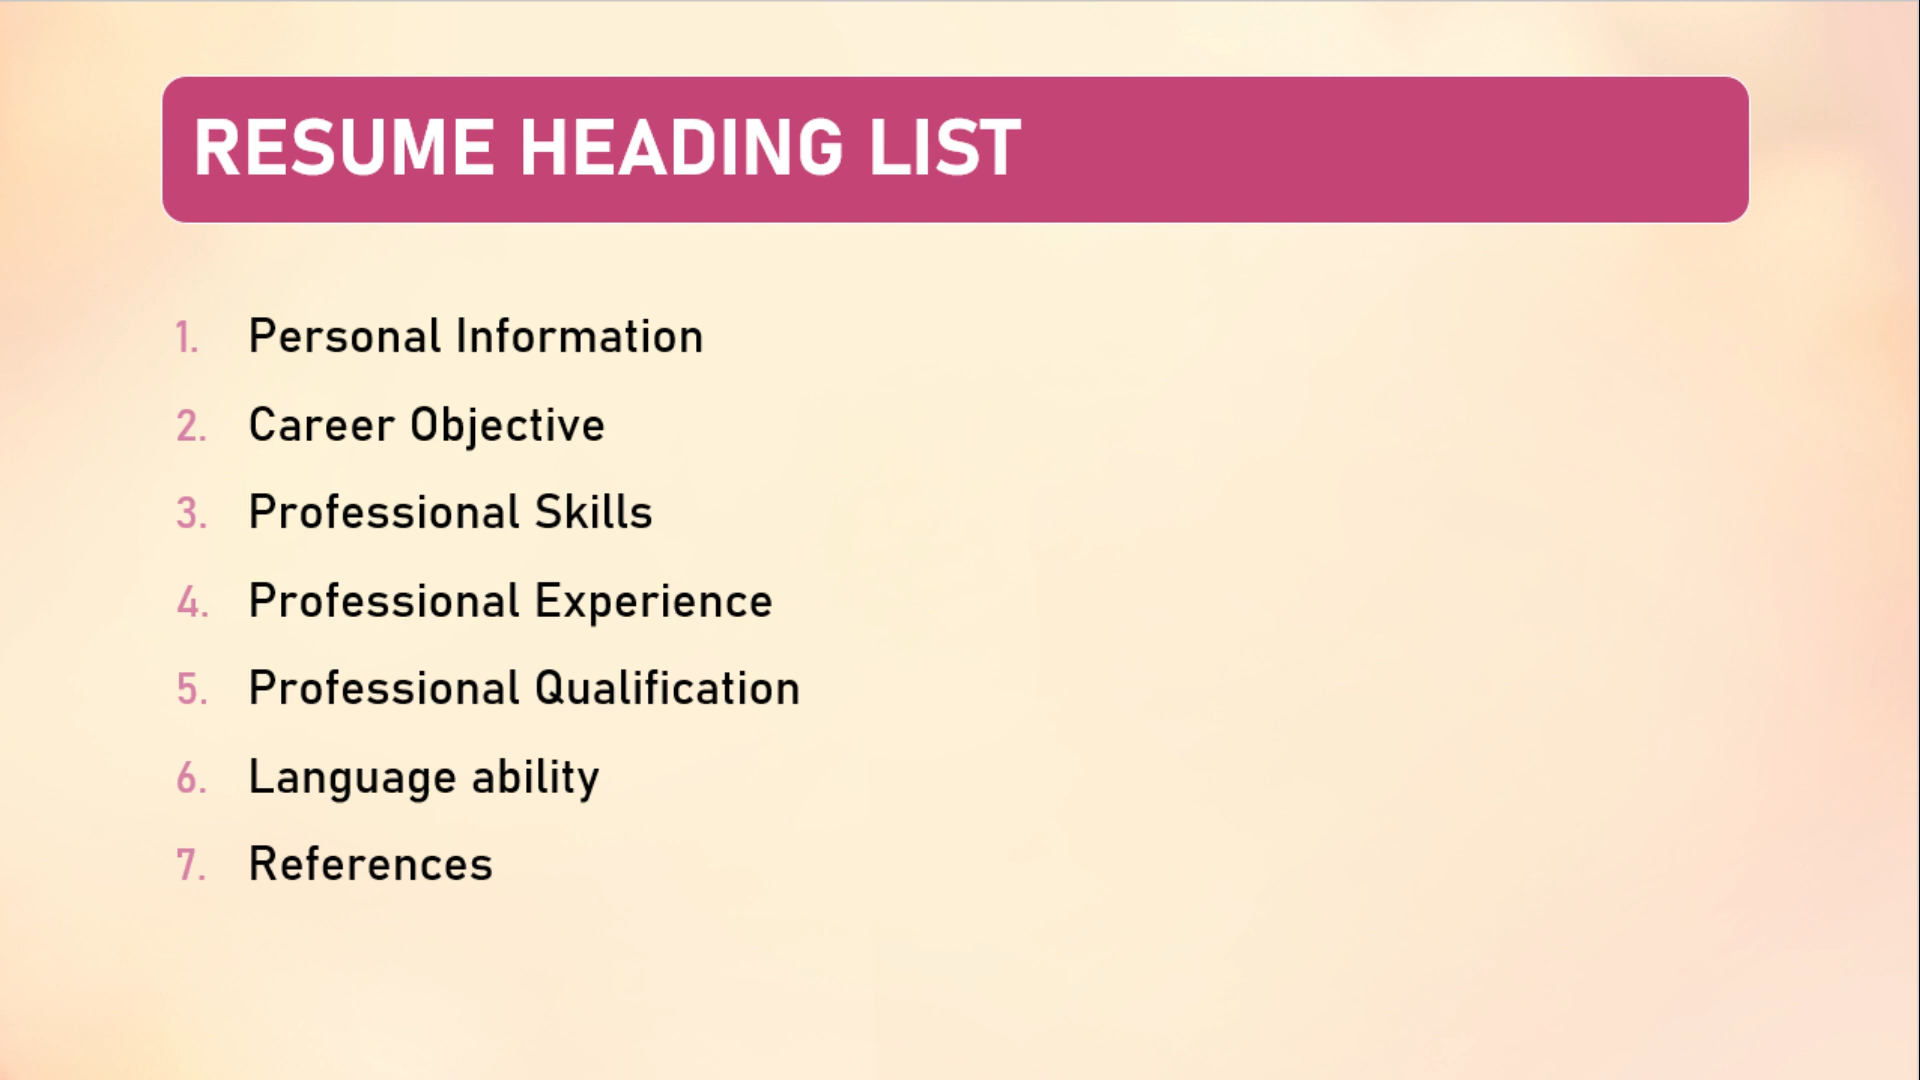 RESUME HEADING LIST
1. Personal Information
2. Career Objective
3. Professional Skills
4. Professional Experience
5. Professional Qualification
6. Language ability
7. References